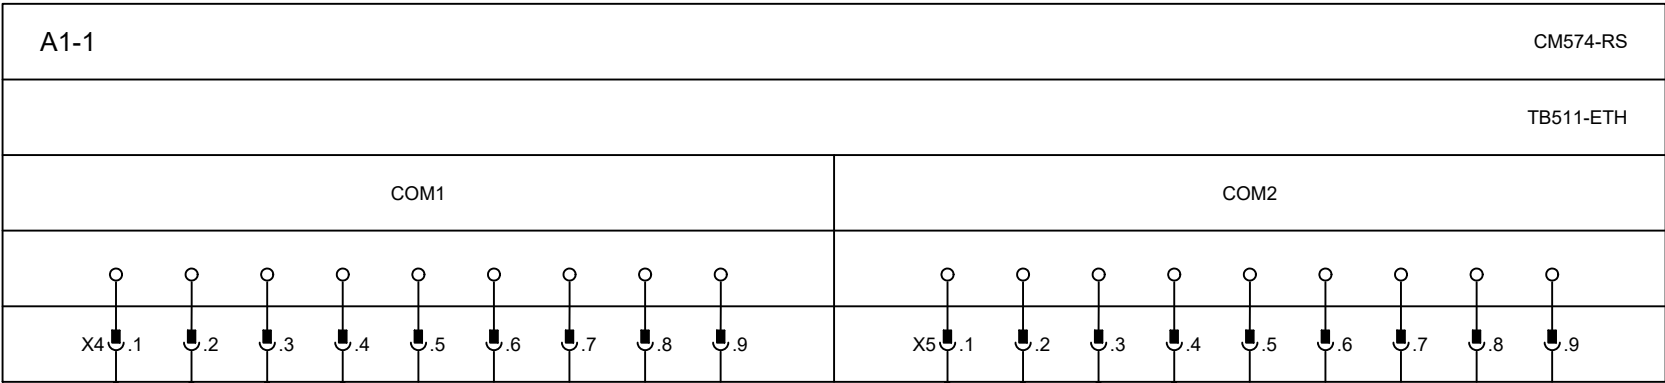 A1-1 CM574-RS
TB511-ETH
COM1 COM2
X4 .1 .2 .3 .4 .5 .6 .7 .8 .9 X5 .1 .2 .3 .4 .5 .6 .7 .8 .9